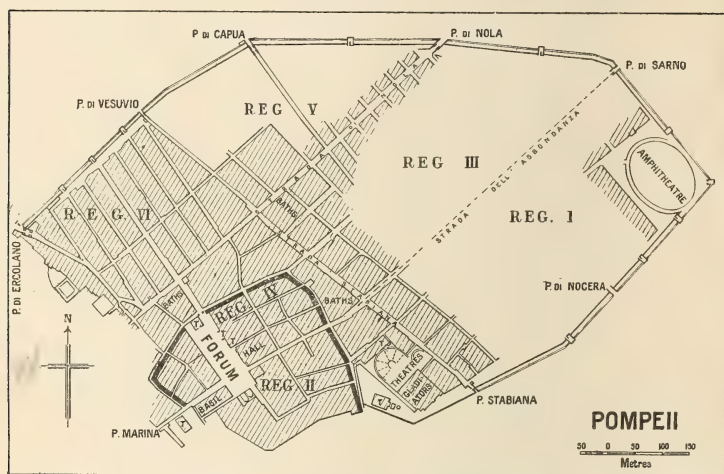 P. DI CAPUA
P. DI NOLA
P. DI SARNO
P. DI VESUVIO
REG V
REG III
AMPHITHEATRE
STRADA DELL' ABBONDANZA
REG. VI
BATHS
REG. I
P. DI ERCOLANO
P. DI NOCERA
BATHS
REG. IV
BATHS
N
FORUM
HALL
THEATRES
REG II
GLADI
ATORS
BASIL
P. STABIANA
P. MARINA
POMPEII
50 0 50 100 150
Metres